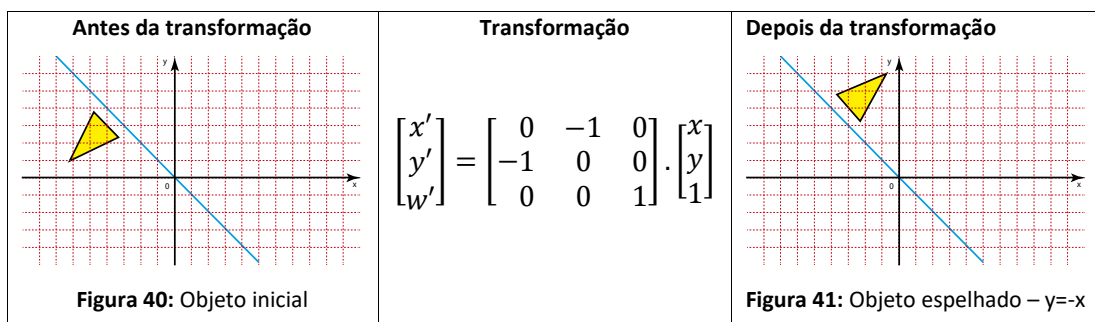 Antes da transformação
y
0
x
Figura 40: Objeto inicial
Transformação
[x' y' w'] = [0 -1 0; -1 0 0; 0 0 1] . [x y 1]
Depois da transformação
y
0
x
Figura 41: Objeto espelhado – y=-x